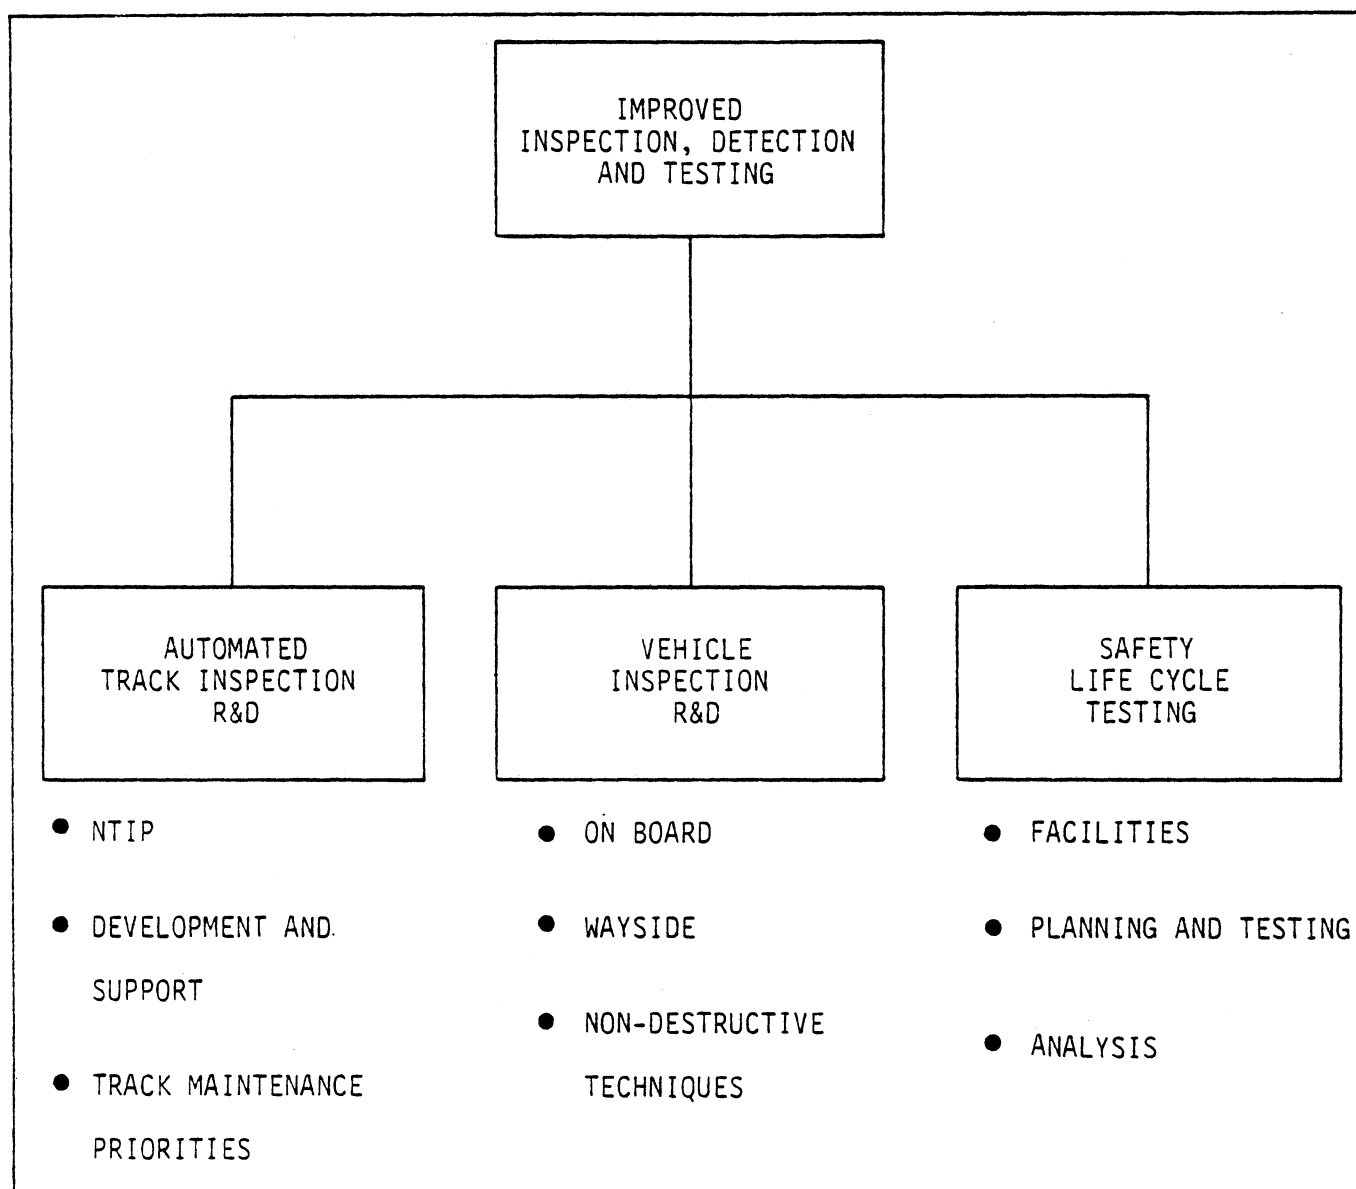 IMPROVED
INSPECTION, DETECTION
AND TESTING
AUTOMATED
TRACK INSPECTION
R&D
VEHICLE
INSPECTION
R&D
SAFETY
LIFE CYCLE
TESTING
● NTIP
● DEVELOPMENT AND
SUPPORT
● TRACK MAINTENANCE
PRIORITIES
● ON BOARD
● WAYSIDE
● NON-DESTRUCTIVE
TECHNIQUES
● FACILITIES
● PLANNING AND TESTING
● ANALYSIS